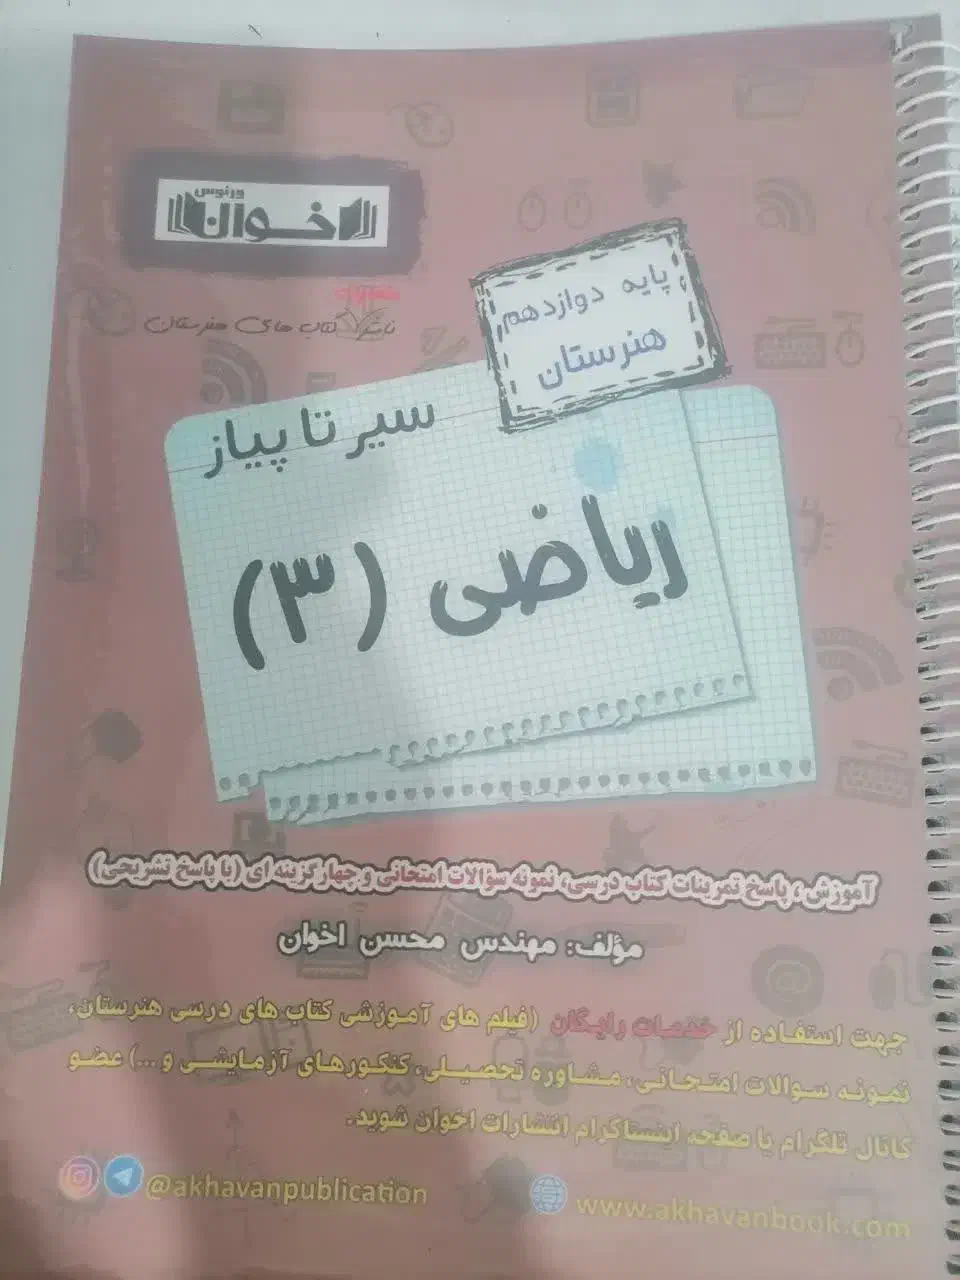 ورنوس
اخوان
ناشر کتاب های هنرستان
پایه دوازدهم
هنرستان
سیر تا پیاز
ریاضی (۳)
آموزش، پاسخ تمرینات کتاب درسی، نمونه سؤالات امتحانی و چهارگزینه ای (با پاسخ تشریحی)
مؤلف: مهندس محسن اخوان
جهت استفاده از خدمات رایگان (فیلم های آموزشی کتاب های درسی هنرستان،
نمونه سوالات امتحانی، مشاوره تحصیلی، کنکورهای آزمایشی و ...) عضو
کانال تلگرام یا صفحه اینستاگرام انتشارات اخوان شوید.
@akhavanpublication
www.akhavanbook.com